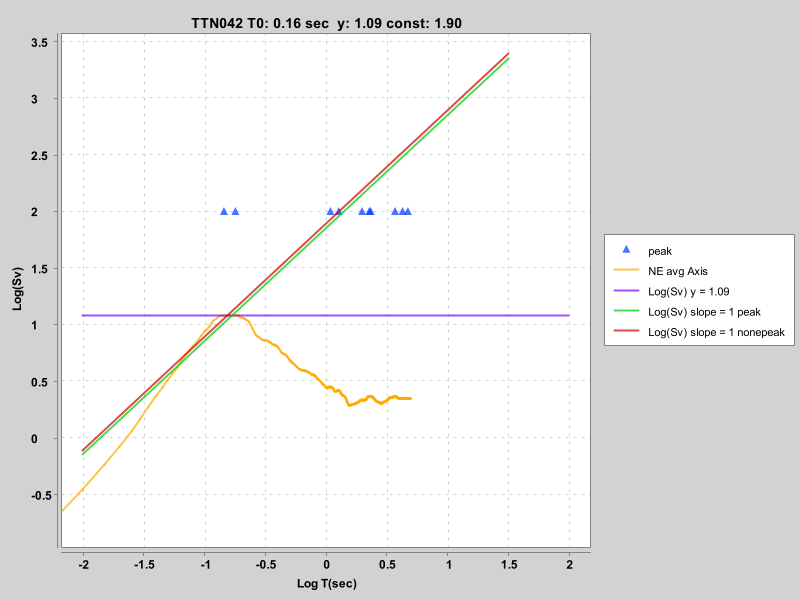 TTN042 T0: 0.16 sec  y: 1.09 const: 1.90
3.5
3
2.5
2
1.5
1
0.5
0
-0.5
Log(Sv)
-2
-1.5
-1
-0.5
0
0.5
1
1.5
2
Log T(sec)
peak
NE avg Axis
Log(Sv) y = 1.09
Log(Sv) slope = 1 peak
Log(Sv) slope = 1 nonepeak